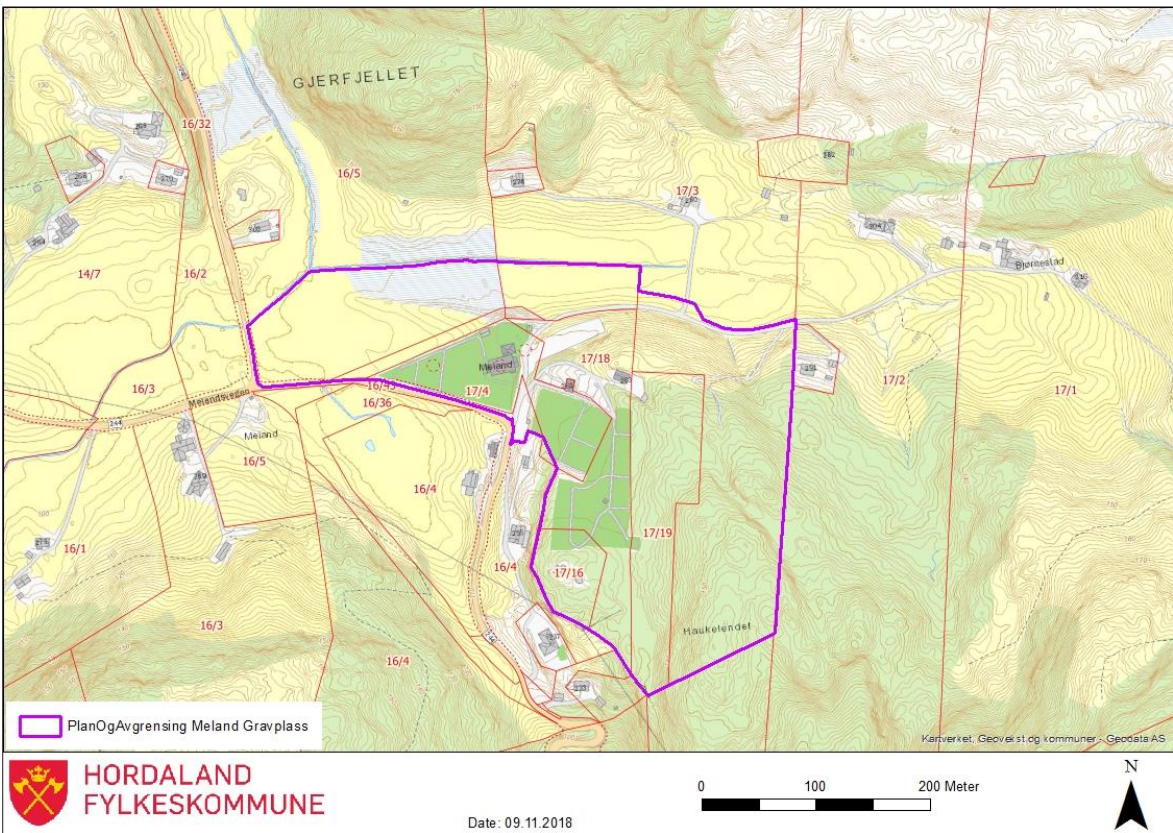 GJERFJELLET
16/32
16/5
17/3
14/7
16/2
Bjørnestad
17/18
Meland
17/4
16/43
16/36
16/3
Melandsvegen
244
Meland
16/5
16/4
17/2
17/1
16/1
16/4
17/16
17/19
Haukelendet
16/3
16/4
PlanOgAvgrensing Meland Gravplass
Kartverket, Geovekst og kommuner - Geodata AS
HORDALAND
FYLKESKOMMUNE
Date: 09.11.2018
0 100 200 Meter
N